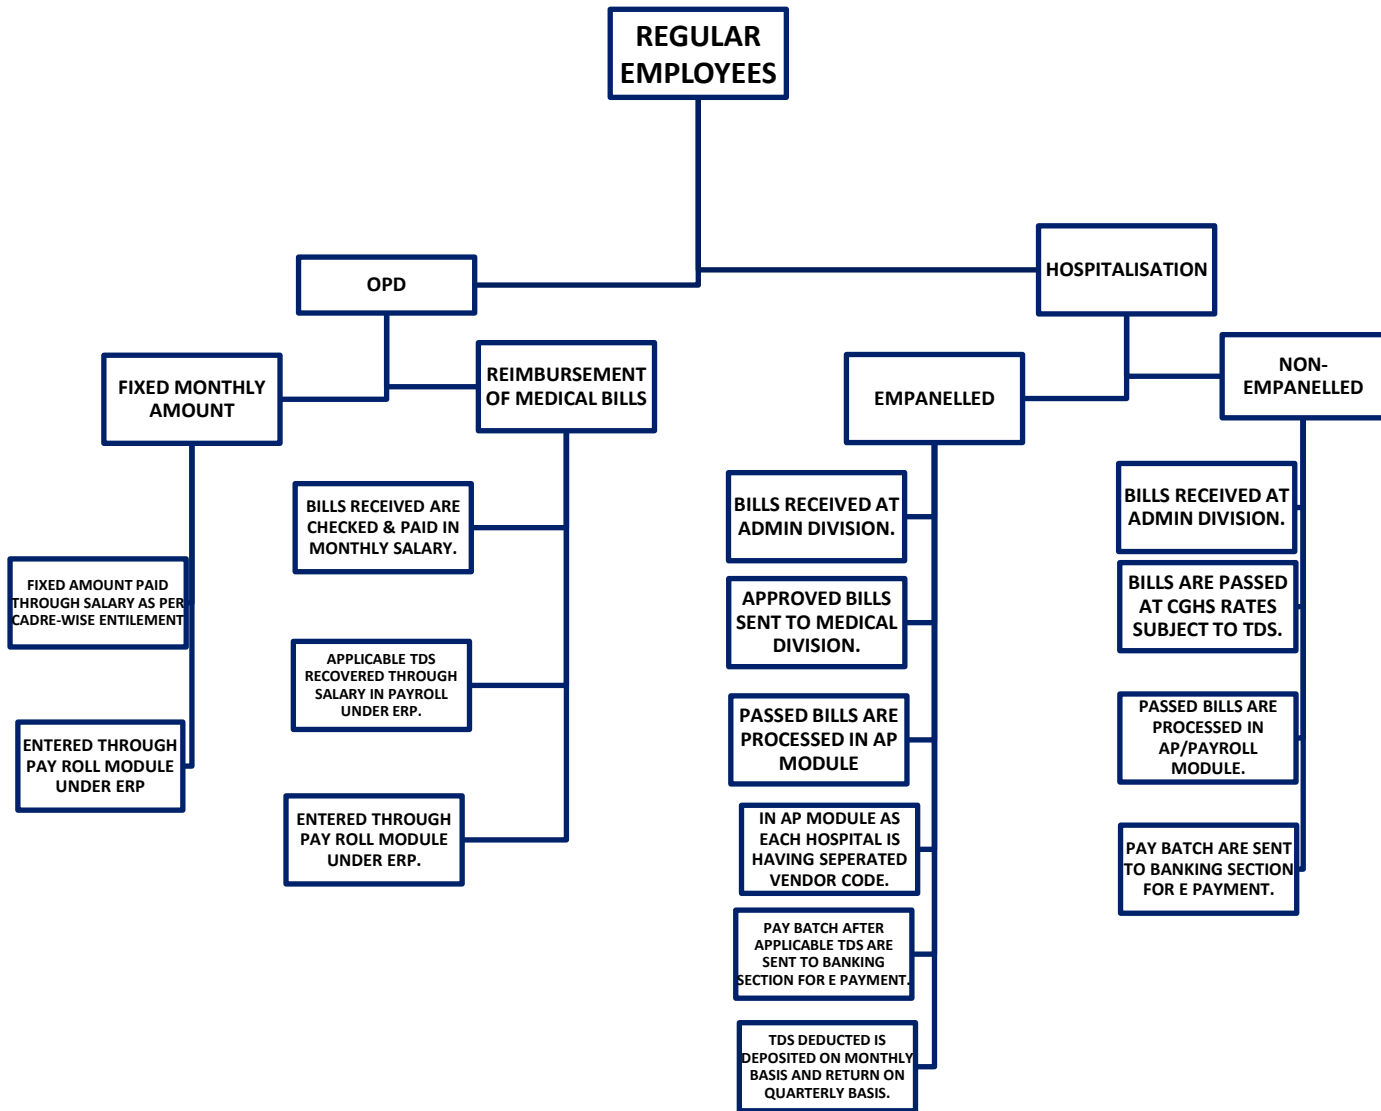 REGULAR
EMPLOYEES
OPD
HOSPITALISATION
FIXED MONTHLY
AMOUNT
REIMBURSEMENT
OF MEDICAL BILLS
EMPANELLED
NON-
EMPANELLED
FIXED AMOUNT PAID
THROUGH SALARY AS PER
CADRE-WISE ENTILEMENT
ENTERED THROUGH
PAY ROLL MODULE
UNDER ERP
BILLS RECEIVED ARE
CHECKED & PAID IN
MONTHLY SALARY.
APPLICABLE TDS
RECOVERED THROUGH
SALARY IN PAYROLL
UNDER ERP.
ENTERED THROUGH
PAY ROLL MODULE
UNDER ERP.
BILLS RECEIVED AT
ADMIN DIVISION.
APPROVED BILLS
SENT TO MEDICAL
DIVISION.
PASSED BILLS ARE
PROCESSED IN AP
MODULE
IN AP MODULE AS
EACH HOSPITAL IS
HAVING SEPERATED
VENDOR CODE.
PAY BATCH AFTER
APPLICABLE TDS ARE
SENT TO BANKING
SECTION FOR E PAYMENT.
TDS DEDUCTED IS
DEPOSITED ON MONTHLY
BASIS AND RETURN ON
QUARTERLY BASIS.
BILLS RECEIVED AT
ADMIN DIVISION.
BILLS ARE PASSED
AT CGHS RATES
SUBJECT TO TDS.
PASSED BILLS ARE
PROCESSED IN
AP/PAYROLL
MODULE.
PAY BATCH ARE SENT
TO BANKING SECTION
FOR E PAYMENT.